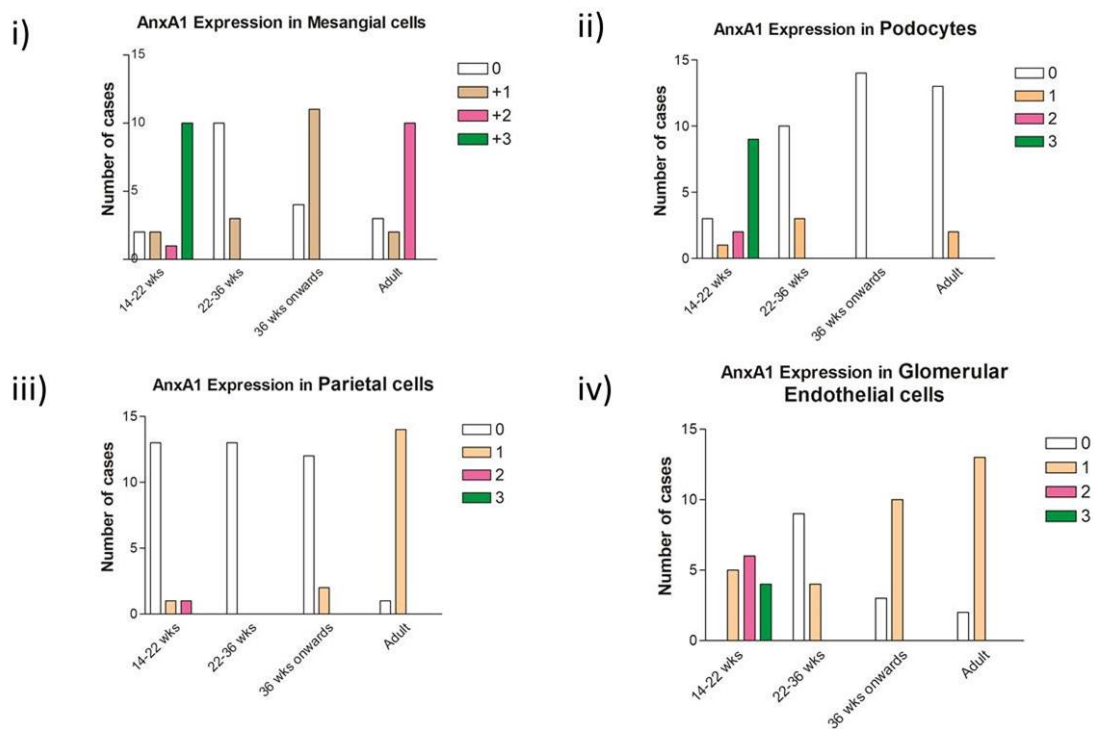 i)
AnxA1 Expression in Mesangial cells
Number of cases
15
10
5
0
0
+1
+2
+3
14-22 wks
22-36 wks
36 wks onwards
Adult
ii)
AnxA1 Expression in Podocytes
Number of cases
15
10
5
0
0
1
2
3
14-22 wks
22-36 wks
36 wks onwards
Adult
iii)
AnxA1 Expression in Parietal cells
Number of cases
15
10
5
0
0
1
2
3
14-22 wks
22-36 wks
36 wks onwards
Adult
iv)
AnxA1 Expression in Glomerular
Endothelial cells
Number of cases
15
10
5
0
0
1
2
3
14-22 wks
22-36 wks
36 wks onwards
Adult